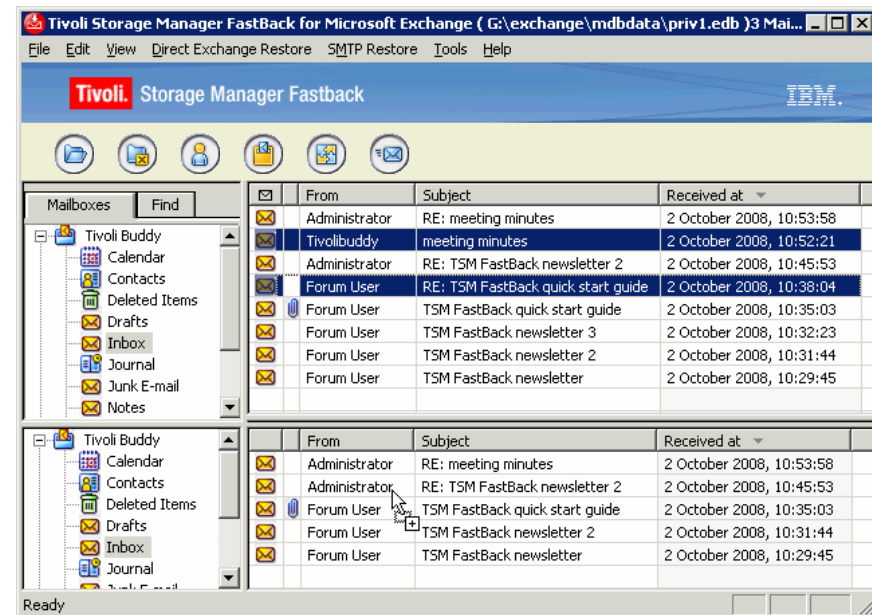 Tivoli Storage Manager FastBack for Microsoft Exchange ( G:\exchange\mdbdata\priv1.edb )3 Mai...
File Edit View Direct Exchange Restore SMTP Restore Tools Help
Tivoli. Storage Manager Fastback IBM.
Mailboxes Find
From Subject Received at
Tivoli Buddy
Calendar
Contacts
Deleted Items
Drafts
Inbox
Journal
Junk E-mail
Notes
Administrator RE: meeting minutes 2 October 2008, 10:53:58
Tivolibuddy meeting minutes 2 October 2008, 10:52:21
Administrator RE: TSM FastBack newsletter 2 2 October 2008, 10:45:53
Forum User RE: TSM FastBack quick start guide 2 October 2008, 10:38:04
Forum User TSM FastBack quick start guide 2 October 2008, 10:35:03
Forum User TSM FastBack newsletter 3 2 October 2008, 10:32:23
Forum User TSM FastBack newsletter 2 2 October 2008, 10:31:44
Forum User TSM FastBack newsletter 2 October 2008, 10:29:45
Tivoli Buddy
Calendar
Contacts
Deleted Items
Drafts
Inbox
Journal
From Subject Received at
Administrator RE: meeting minutes 2 October 2008, 10:53:58
Administrator RE: TSM FastBack newsletter 2 2 October 2008, 10:45:53
Forum User TSM FastBack quick start guide 2 October 2008, 10:35:03
Forum User TSM FastBack newsletter 2 2 October 2008, 10:31:44
Forum User TSM FastBack newsletter 2 October 2008, 10:29:45
Ready